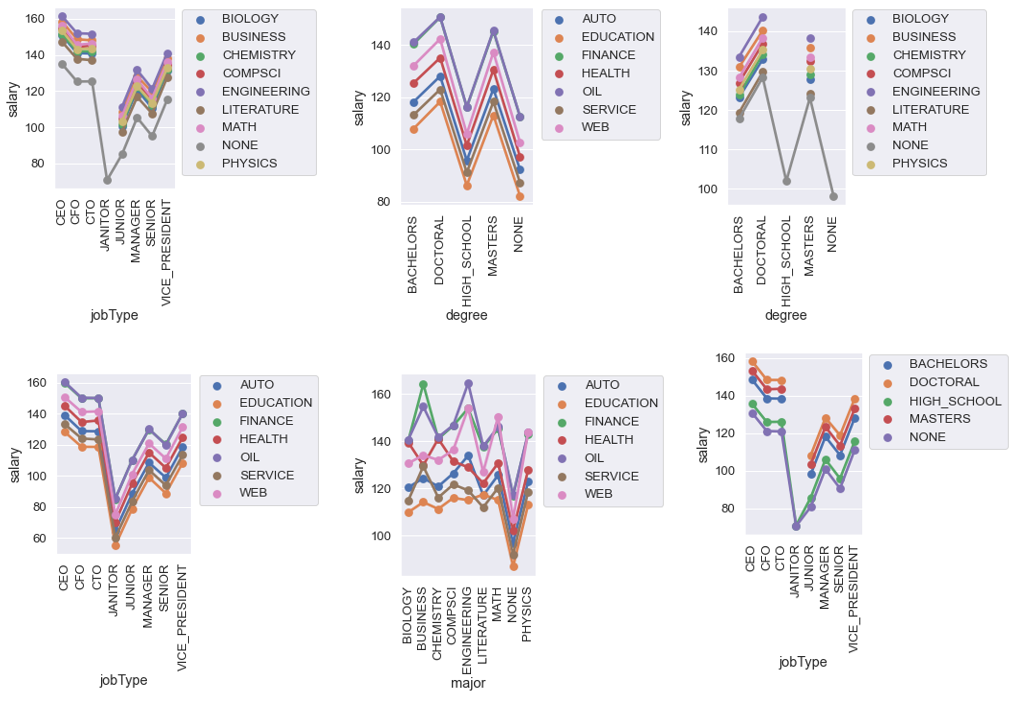 160
140
120
100
80
salary
CEO
CFO
CTO
JANITOR
JUNIOR
MANAGER
SENIOR
VICE_PRESIDENT
jobType
BIOLOGY
BUSINESS
CHEMISTRY
COMPSCI
ENGINEERING
LITERATURE
MATH
NONE
PHYSICS
140
120
100
80
salary
BACHELORS
DOCTORAL
HIGH_SCHOOL
MASTERS
NONE
degree
AUTO
EDUCATION
FINANCE
HEALTH
OIL
SERVICE
WEB
140
130
120
110
100
salary
BACHELORS
DOCTORAL
HIGH_SCHOOL
MASTERS
NONE
degree
BIOLOGY
BUSINESS
CHEMISTRY
COMPSCI
ENGINEERING
LITERATURE
MATH
NONE
PHYSICS
160
140
120
100
80
60
salary
CEO
CFO
CTO
JANITOR
JUNIOR
MANAGER
SENIOR
VICE_PRESIDENT
jobType
AUTO
EDUCATION
FINANCE
HEALTH
OIL
SERVICE
WEB
160
140
120
100
salary
BIOLOGY
BUSINESS
CHEMISTRY
COMPSCI
ENGINEERING
LITERATURE
MATH
NONE
PHYSICS
major
AUTO
EDUCATION
FINANCE
HEALTH
OIL
SERVICE
WEB
160
140
120
100
80
salary
CEO
CFO
CTO
JANITOR
JUNIOR
MANAGER
SENIOR
VICE_PRESIDENT
jobType
BACHELORS
DOCTORAL
HIGH_SCHOOL
MASTERS
NONE